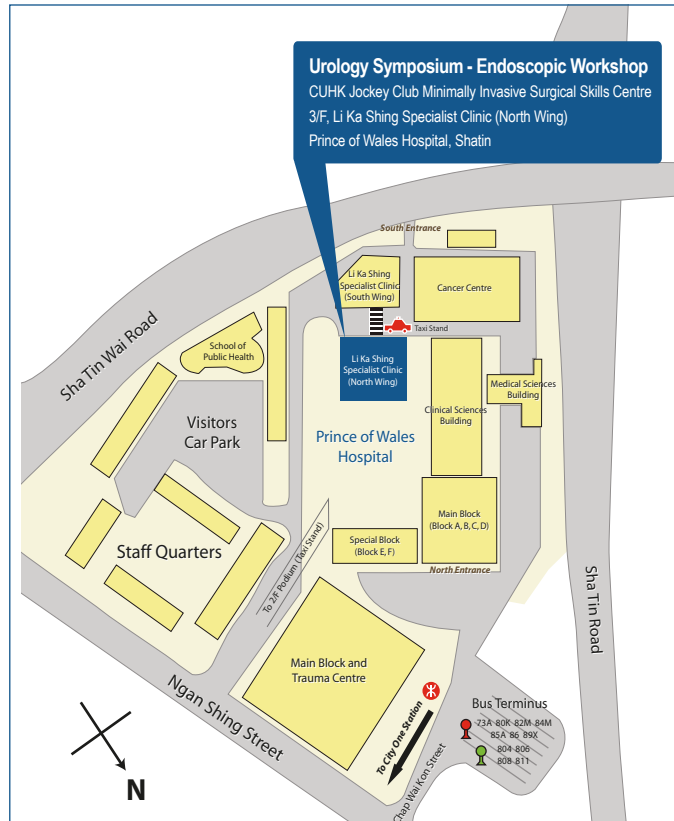 Urology Symposium - Endoscopic Workshop
CUHK Jockey Club Minimally Invasive Surgical Skills Centre
3/F, Li Ka Shing Specialist Clinic (North Wing)
Prince of Wales Hospital, Shatin
South Entrance
Li Ka Shing
Specialist Clinic
(South Wing)
Cancer Centre
Taxi Stand
Sha Tin Wai Road
School of
Public Health
Li Ka Shing
Specialist Clinic
(North Wing)
Medical Sciences
Building
Clinical Sciences
Building
Visitors
Car Park
Prince of Wales
Hospital
Main Block
(Block A, B, C, D)
Special Block
(Block E, F)
Staff Quarters
To 2/F Podium (Taxi Stand)
North Entrance
Sha Tin Road
Main Block and
Trauma Centre
Ngan Shing Street
To City One Station
Bus Terminus
73A 80K 82M 84M
85A 86 89X
804 806
808 811
Chap Wai Kon Street
N